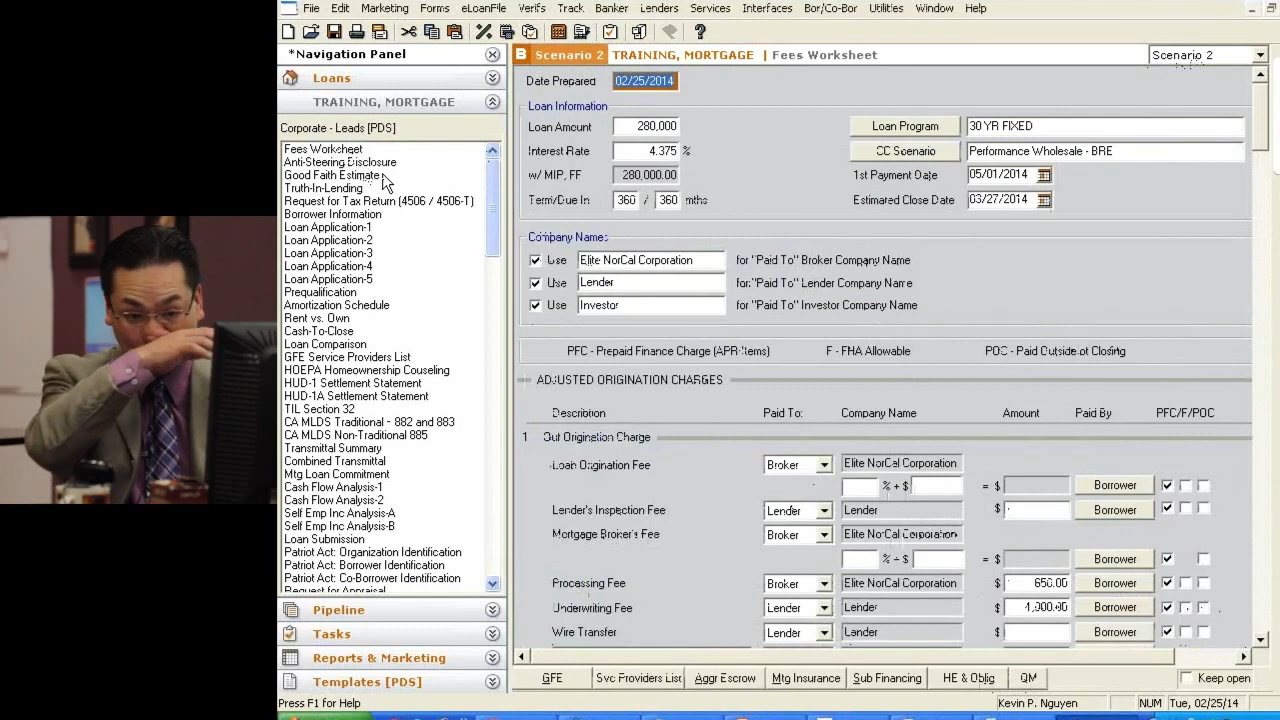 File Edit Marketing Forms eLoanFile Verifs Track Banker Lenders Services Interfaces Bor/Co-Bor Utilities Window Help
*Navigation Panel
Loans
TRAINING, MORTGAGE
Corporate - Leads [PDS]
Fees Worksheet
Anti-Steering Disclosure
Good Faith Estimate
Truth-In-Lending
Request for Tax Return (4506 / 4506-T)
Borrower Information
Loan Application-1
Loan Application-2
Loan Application-3
Loan Application-4
Loan Application-5
Prequalification
Amortization Schedule
Rent vs. Own
Cash-To-Close
Loan Comparison
GFE Service Providers List
HOEPA Homeownership Couseling
HUD-1 Settlement Statement
HUD-1A Settlement Statement
TIL Section 32
CA MLDS Traditional - 882 and 883
CA MLDS Non-Traditional 885
Transmittal Summary
Combined Transmittal
Mtg Loan Commitment
Cash Flow Analysis-1
Cash Flow Analysis-2
Self Emp Inc Analysis-A
Self Emp Inc Analysis-B
Loan Submission
Patriot Act: Organization Identification
Patriot Act: Borrower Identification
Patriot Act: Co-Borrower Identification
Request for Appraisal
Pipeline
Tasks
Reports & Marketing
Templates [PDS]
B Scenario 2 TRAINING, MORTGAGE | Fees Worksheet Scenario 2
Date Prepared 02/25/2014
Loan Information
Loan Amount 280,000 Loan Program 30 YR FIXED
Interest Rate 4.375 % CC Scenario Performance Wholesale - BRE
w/ MIP, FF 280,000.00 1st Payment Date 05/01/2014
Term/Due In 360 / 360 mths Estimated Close Date 03/27/2014
Company Names
Use Elite NorCal Corporation for "Paid To" Broker Company Name
Use Lender for "Paid To" Lender Company Name
Use Investor for "Paid To" Investor Company Name
PFC - Prepaid Finance Charge (APR Items) F - FHA Allowable POC - Paid Outside of Closing
ADJUSTED ORIGINATION CHARGES
Description Paid To: Company Name Amount Paid By PFC/F/POC
1 Our Origination Charge
Loan Origination Fee Broker Elite NorCal Corporation
% + $ = $ Borrower
Lender's Inspection Fee Lender Lender $ Borrower
Mortgage Broker's Fee Broker Elite NorCal Corporation
% + $ = $ Borrower
Processing Fee Broker Elite NorCal Corporation $ 650.00 Borrower
Underwriting Fee Lender Lender $ 1,000.00 Borrower
Wire Transfer Lender Lender $ Borrower
GFE Svc Providers List Aggr Escrow Mtg Insurance Sub Financing HE & Oblig QM Keep open
Press F1 for Help Kevin P. Nguyen NUM Tue, 02/25/14